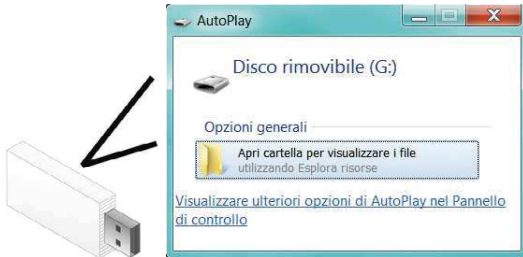 AutoPlay
Disco rimovibile (G:)
Opzioni generali
Apri cartella per visualizzare i file
utilizzando Esplora risorse
Visualizzare ulteriori opzioni di AutoPlay nel Pannello
di controllo